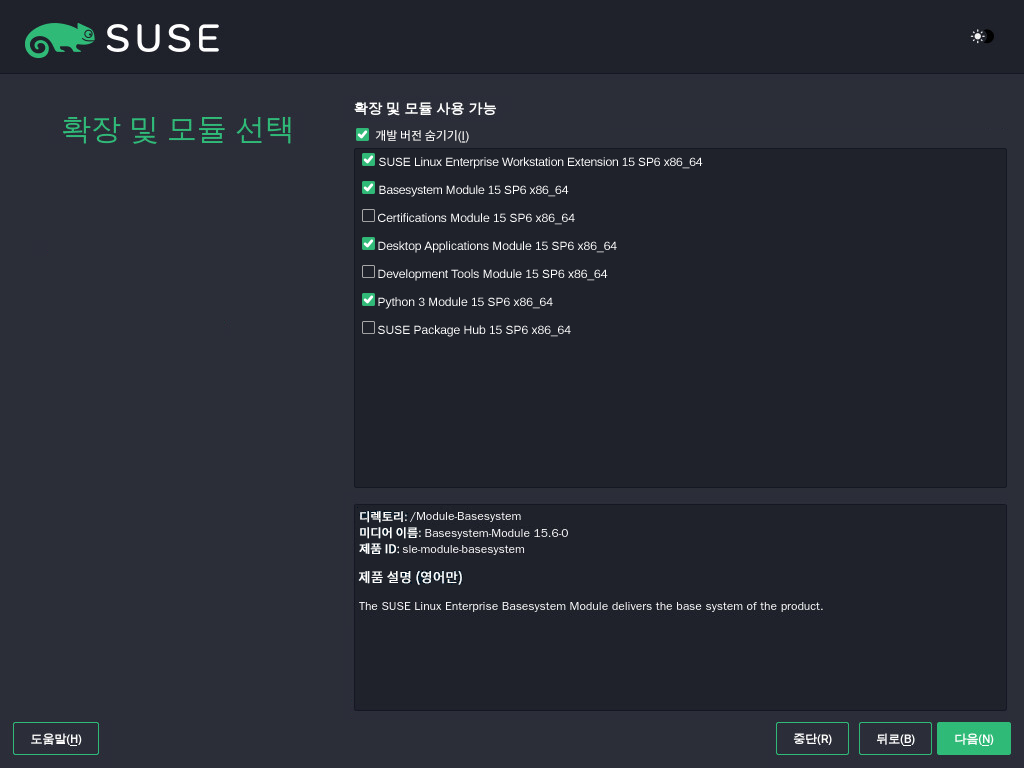 SUSE
확장 및 모듈 선택
확장 및 모듈 사용 가능
개발 버전 숨기기(I)
SUSE Linux Enterprise Workstation Extension 15 SP6 x86_64
Basesystem Module 15 SP6 x86_64
Certifications Module 15 SP6 x86_64
Desktop Applications Module 15 SP6 x86_64
Development Tools Module 15 SP6 x86_64
Python 3 Module 15 SP6 x86_64
SUSE Package Hub 15 SP6 x86_64
디렉토리: /Module-Basesystem
미디어 이름: Basesystem-Module 15.6-0
제품 ID: sle-module-basesystem
제품 설명 (영어만)
The SUSE Linux Enterprise Basesystem Module delivers the base system of the product.
도움말(H) 중단(R) 뒤로(B) 다음(N)